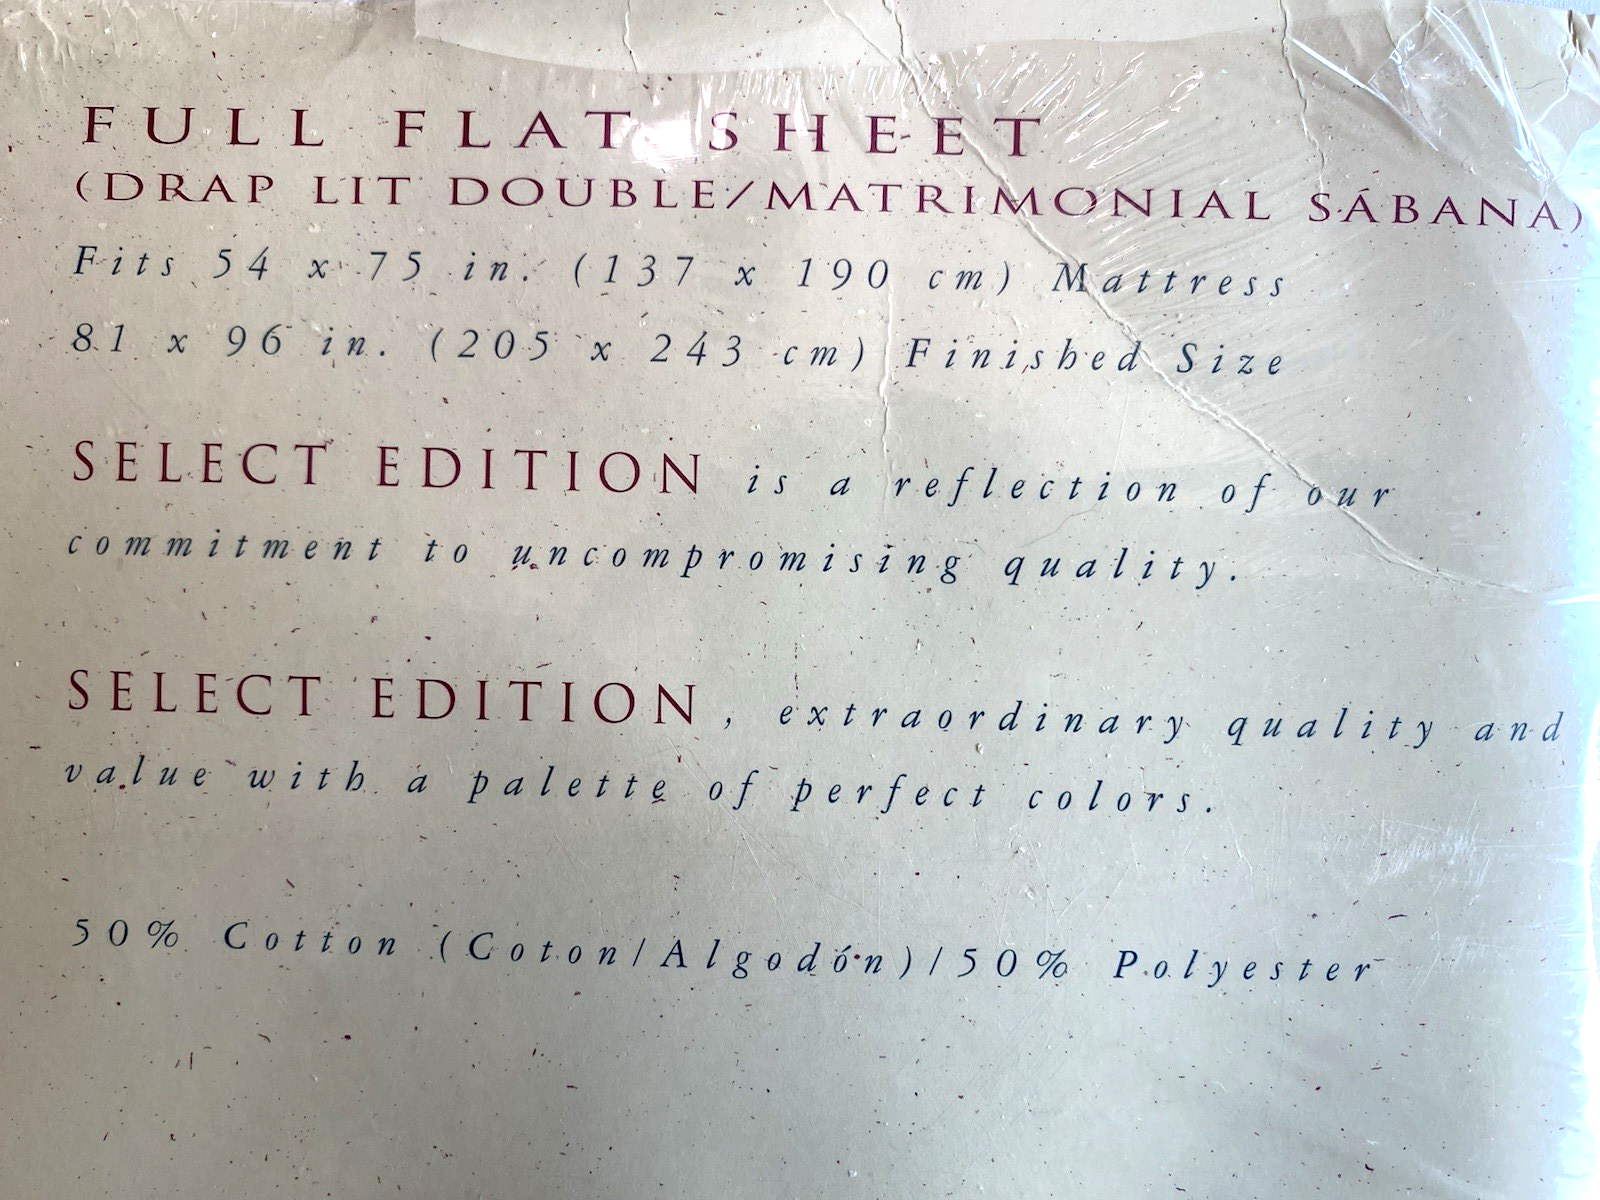 FULL FLAT SHEET
(DRAP LIT DOUBLE/MATRIMONIAL SÁBANA)
Fits 54 x 75 in. (137 x 190 cm) Mattress
81 x 96 in. (205 x 243 cm) Finished Size
SELECT EDITION is a reflection of our
commitment to uncompromising quality.
SELECT EDITION, extraordinary quality and
value with a palette of perfect colors.
50% Cotton (Coton/Algodón)/50% Polyester